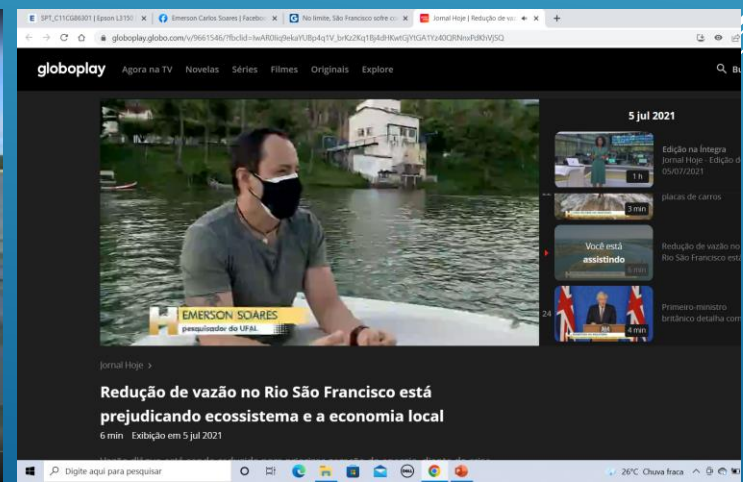 SPT_C11CG86301 | Epson L3150
Emerson Carlos Soares | Facebo
No limite, São Francisco sofre co
Jornal Hoje | Redução de vaz
globoplay.globo.com/v/9661546/?fbclid=
globoplay
Agora na TV Novelas Séries Filmes Originais Explore
EMERSON SOARES
pesquisador da UFAL
5 jul 2021
Edição na Íntegra
Jornal Hoje - Edição d
05/07/2021
1 h
placas de carros
3 min
Você está
assistindo
6 min
Redução de vazão no
Rio São Francisco está
24
Primeiro-ministro
britânico detalha com
4 min
Jornal Hoje >
Redução de vazão no Rio São Francisco está
prejudicando ecossistema e a economia local
6 min Exibição em 5 jul 2021
Digite aqui para pesquisar
26°C Chuva fraca